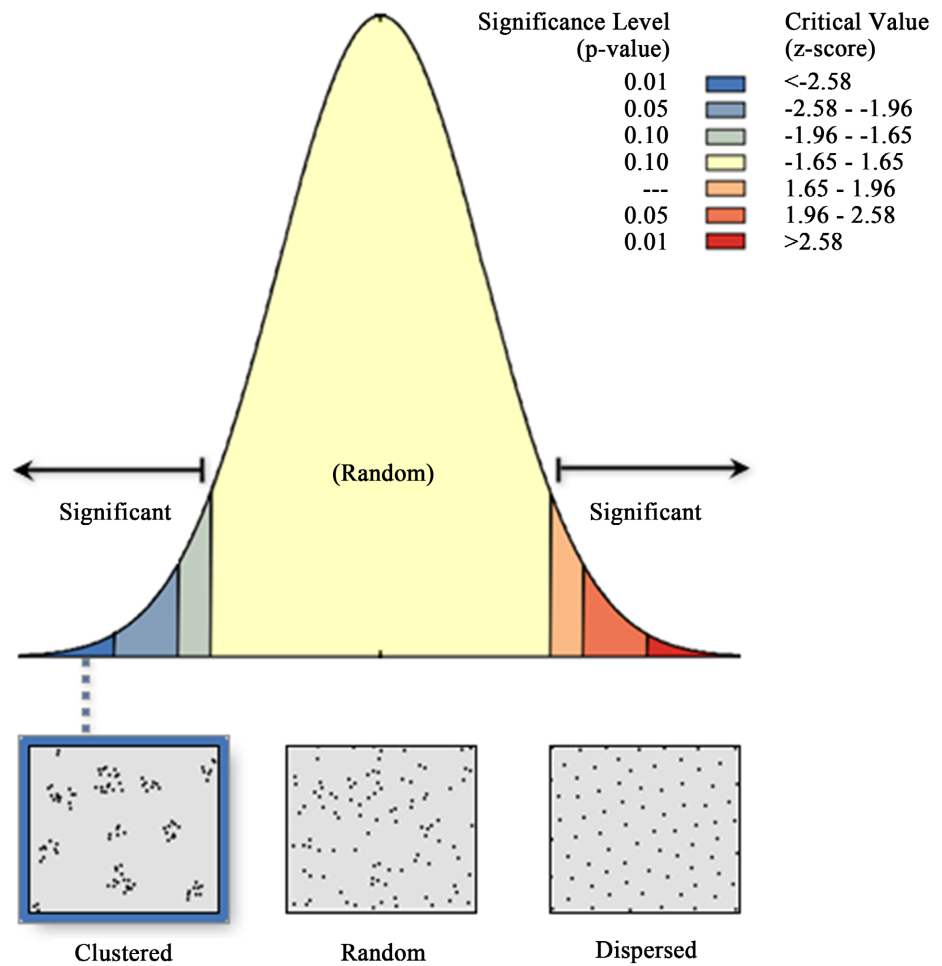 Significance Level
(p-value)
Critical Value
(z-score)
0.01 <-2.58
0.05 -2.58 - -1.96
0.10 -1.96 - -1.65
0.10 -1.65 - 1.65
--- 1.65 - 1.96
0.05 1.96 - 2.58
0.01 >2.58
(Random)
Significant
Significant
Clustered
Random
Dispersed